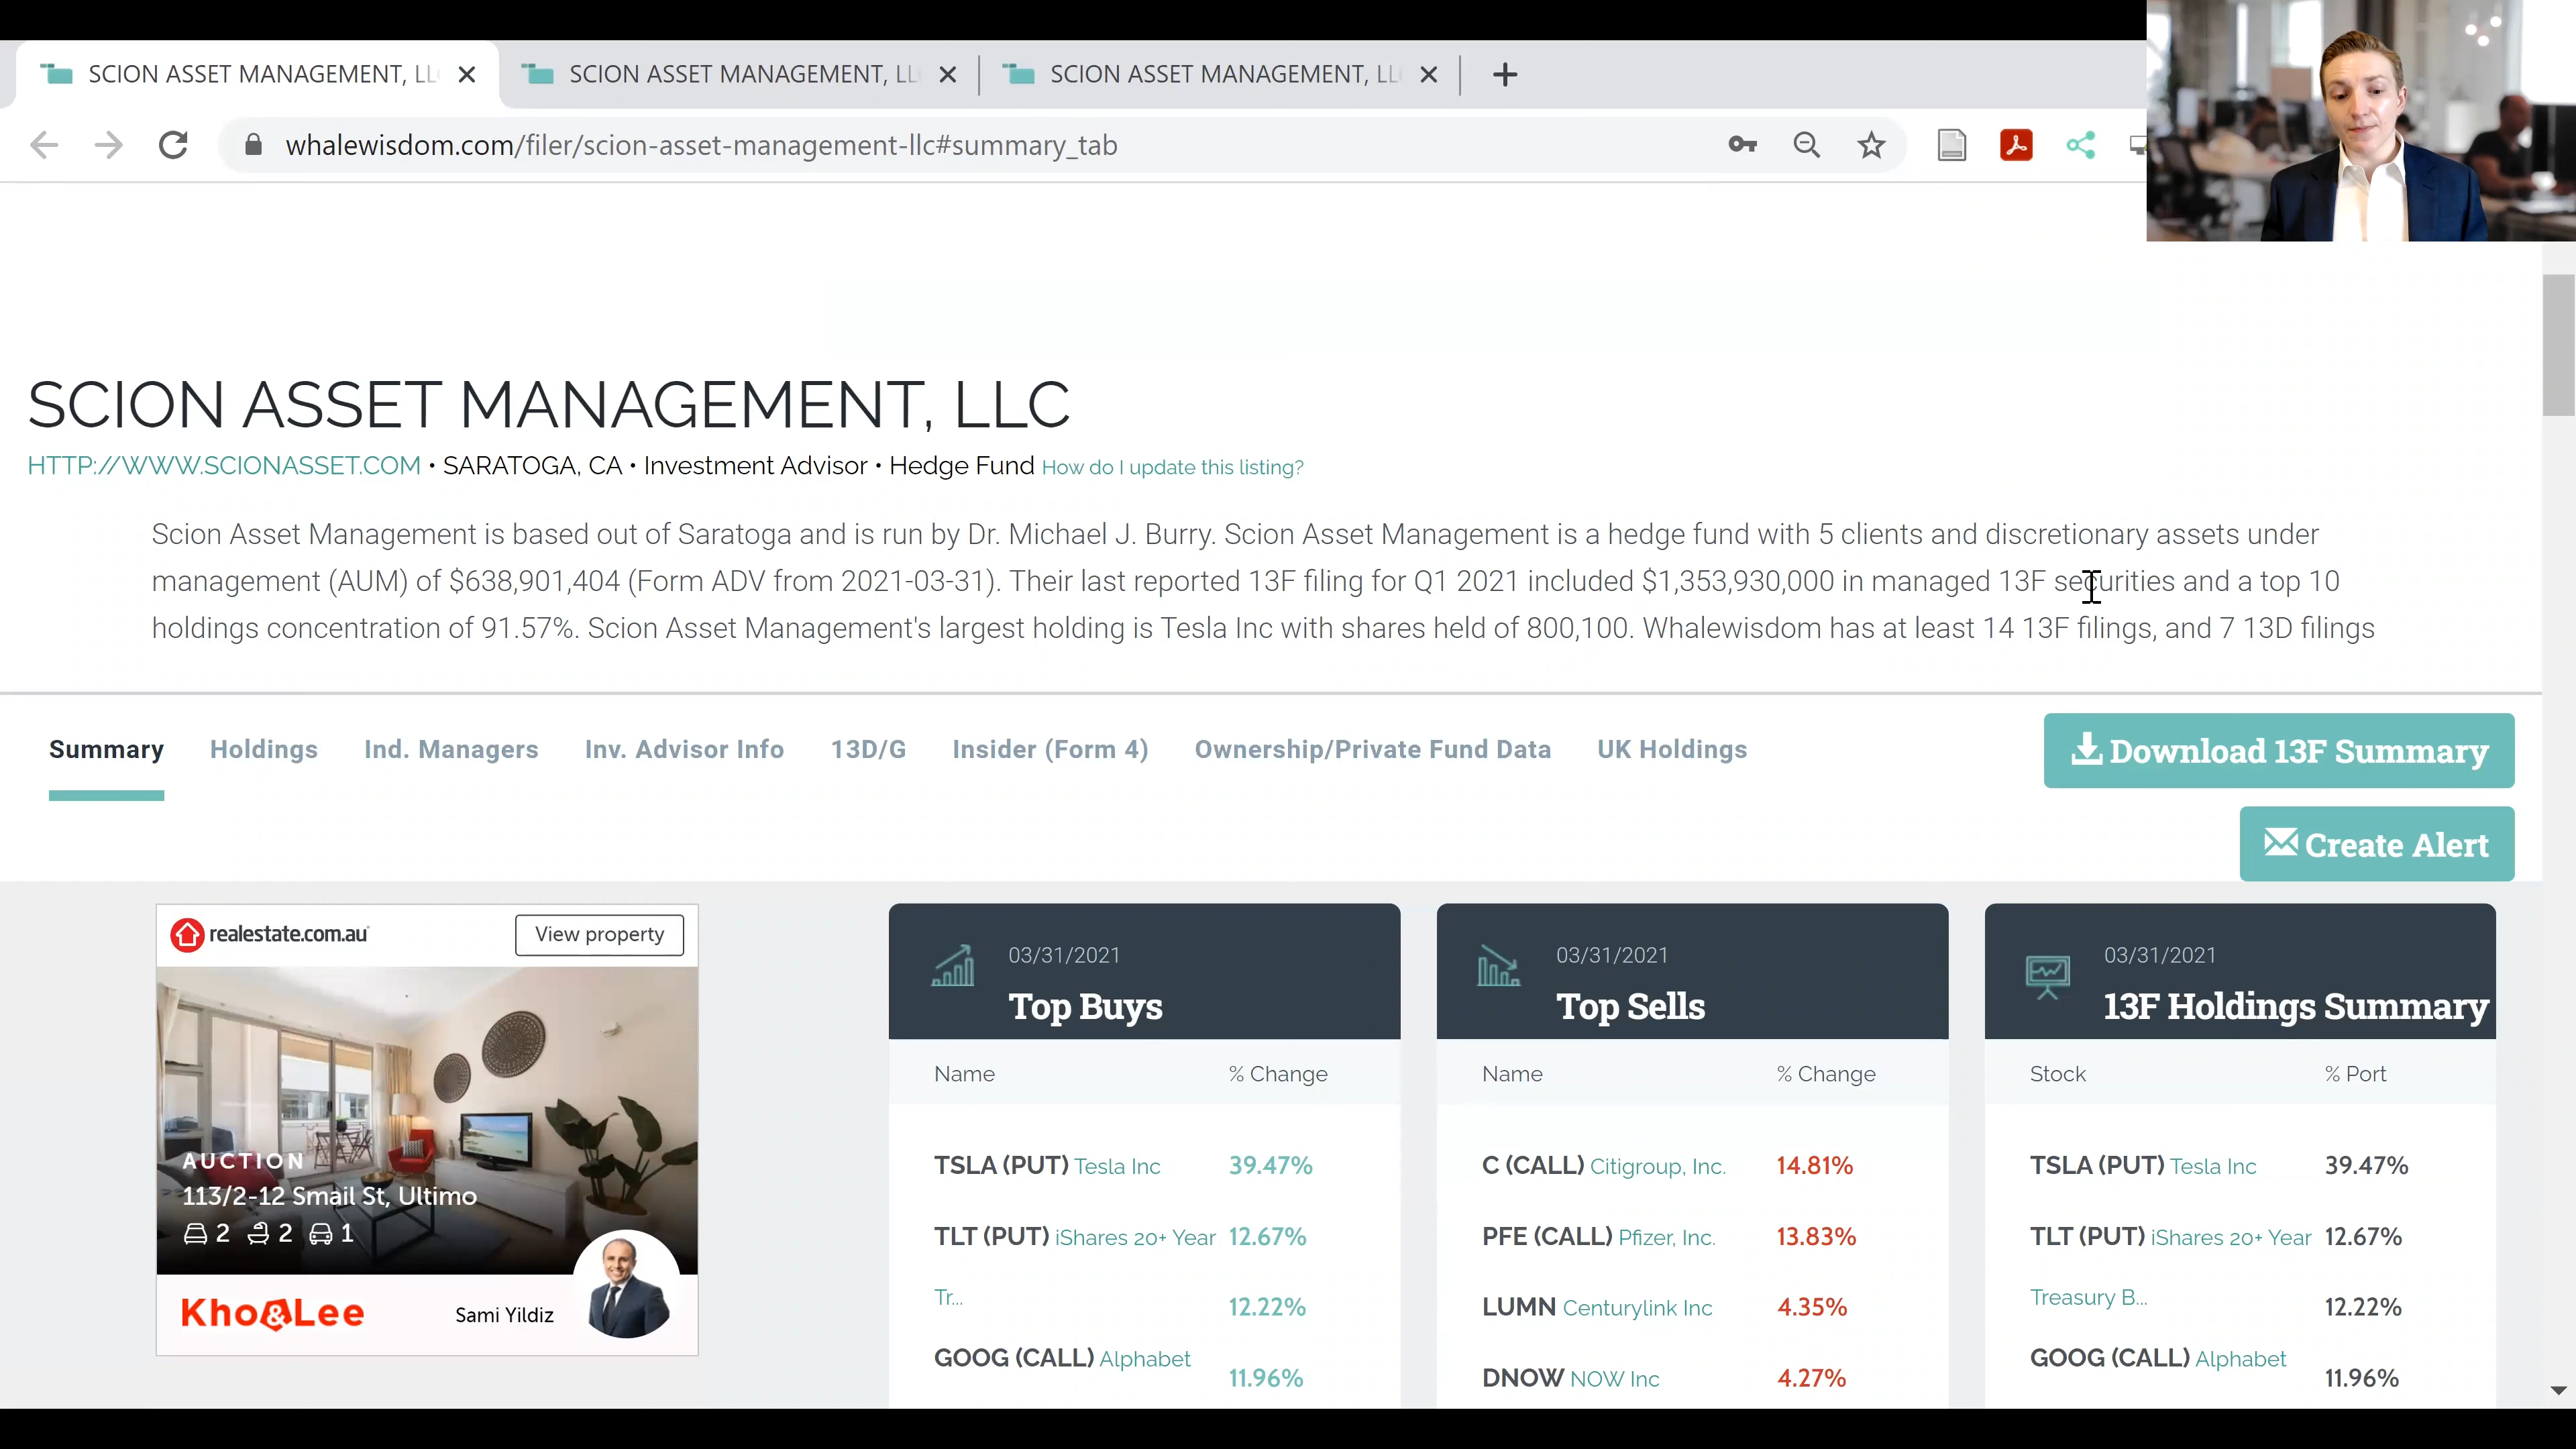 SCION ASSET MANAGEMENT, LL
SCION ASSET MANAGEMENT, LL
SCION ASSET MANAGEMENT, LL
whalewisdom.com/filer/scion-asset-management-llc#summary_tab
SCION ASSET MANAGEMENT, LLC
HTTP://WWW.SCIONASSET.COM • SARATOGA, CA • Investment Advisor • Hedge Fund How do I update this listing?
Scion Asset Management is based out of Saratoga and is run by Dr. Michael J. Burry. Scion Asset Management is a hedge fund with 5 clients and discretionary assets under
management (AUM) of $638,901,404 (Form ADV from 2021-03-31). Their last reported 13F filing for Q1 2021 included $1,353,930,000 in managed 13F securities and a top 10
holdings concentration of 91.57%. Scion Asset Management's largest holding is Tesla Inc with shares held of 800,100. Whalewisdom has at least 14 13F filings, and 7 13D filings
Summary Holdings Ind. Managers Inv. Advisor Info 13D/G Insider (Form 4) Ownership/Private Fund Data UK Holdings
Download 13F Summary
Create Alert
realestate.com.au
View property
AUCTION
113/2-12 Smail St, Ultimo
2 2 1
Kho&Lee
Sami Yildiz
03/31/2021
Top Buys
Name % Change
TSLA (PUT) Tesla Inc 39.47%
TLT (PUT) iShares 20+ Year 12.67%
Tr... 12.22%
GOOG (CALL) Alphabet 11.96%
03/31/2021
Top Sells
Name % Change
C (CALL) Citigroup, Inc. 14.81%
PFE (CALL) Pfizer, Inc. 13.83%
LUMN Centurylink Inc 4.35%
DNOW NOW Inc 4.27%
03/31/2021
13F Holdings Summary
Stock % Port
TSLA (PUT) Tesla Inc 39.47%
TLT (PUT) iShares 20+ Year 12.67%
Treasury B... 12.22%
GOOG (CALL) Alphabet 11.96%